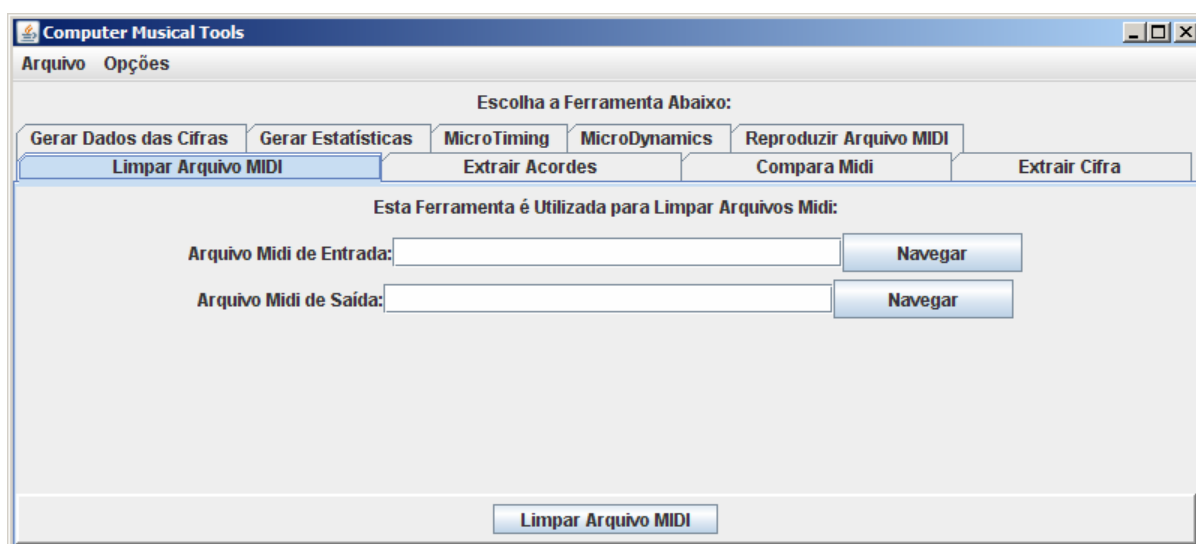 Computer Musical Tools
Arquivo Opções
Escolha a Ferramenta Abaixo:
Gerar Dados das Cifras Gerar Estatísticas MicroTiming MicroDynamics Reproduzir Arquivo MIDI
Limpar Arquivo MIDI Extrair Acordes Compara Midi Extrair Cifra
Esta Ferramenta é Utilizada para Limpar Arquivos Midi:
Arquivo Midi de Entrada: Navegar
Arquivo Midi de Saída: Navegar
Limpar Arquivo MIDI